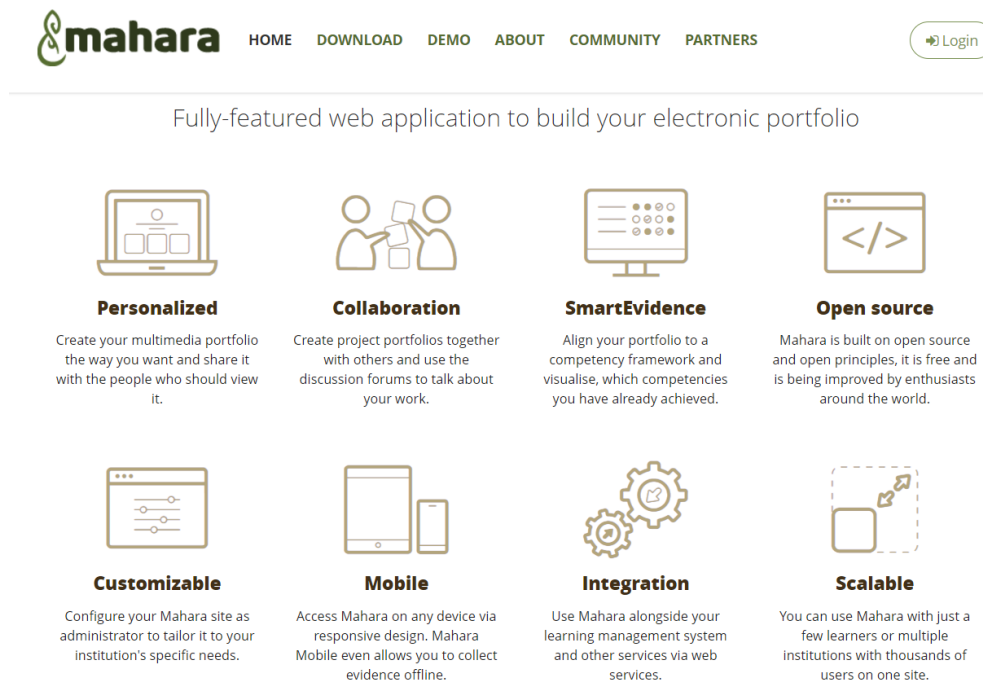 mahara HOME DOWNLOAD DEMO ABOUT COMMUNITY PARTNERS Login
Fully-featured web application to build your electronic portfolio
</>
Personalized
Create your multimedia portfolio
the way you want and share it
with the people who should view
it.
Collaboration
Create project portfolios together
with others and use the
discussion forums to talk about
your work.
SmartEvidence
Align your portfolio to a
competency framework and
visualise, which competencies
you have already achieved.
Open source
Mahara is built on open source
and open principles, it is free and
is being improved by enthusiasts
around the world.
Customizable
Configure your Mahara site as
administrator to tailor it to your
institution's specific needs.
Mobile
Access Mahara on any device via
responsive design. Mahara
Mobile even allows you to collect
evidence offline.
Integration
Use Mahara alongside your
learning management system
and other services via web
services.
Scalable
You can use Mahara with just a
few learners or multiple
institutions with thousands of
users on one site.